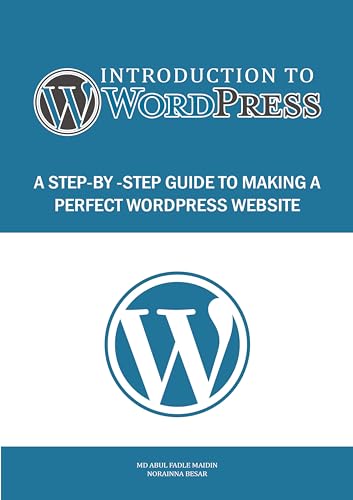 INTRODUCTION TO
WORDPRESS
A STEP-BY -STEP GUIDE TO MAKING A
PERFECT WORDPRESS WEBSITE
W
MD ABUL FADLE MAIDIN
NORAINNA BESAR